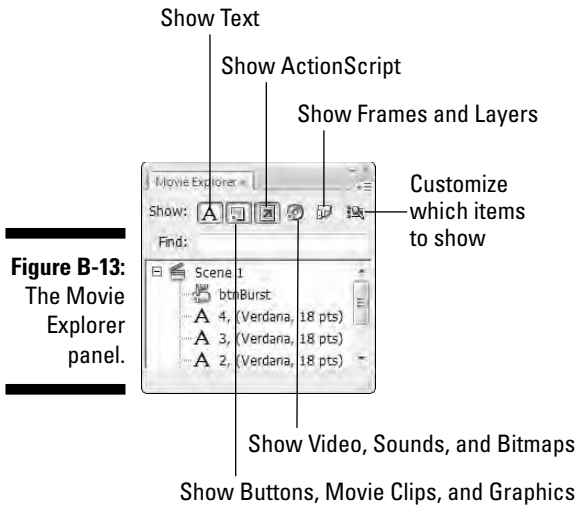 Show Text
Show ActionScript
Show Frames and Layers
Movie Explorer ×
Show: A
Customize
which items
to show
Find:
Figure B-13:
The Movie
Explorer
panel.
Scene 1
btnBurst
A 4, (Verdana, 18 pts)
A 3, (Verdana, 18 pts)
A 2, (Verdana, 18 pts)
Show Video, Sounds, and Bitmaps
Show Buttons, Movie Clips, and Graphics